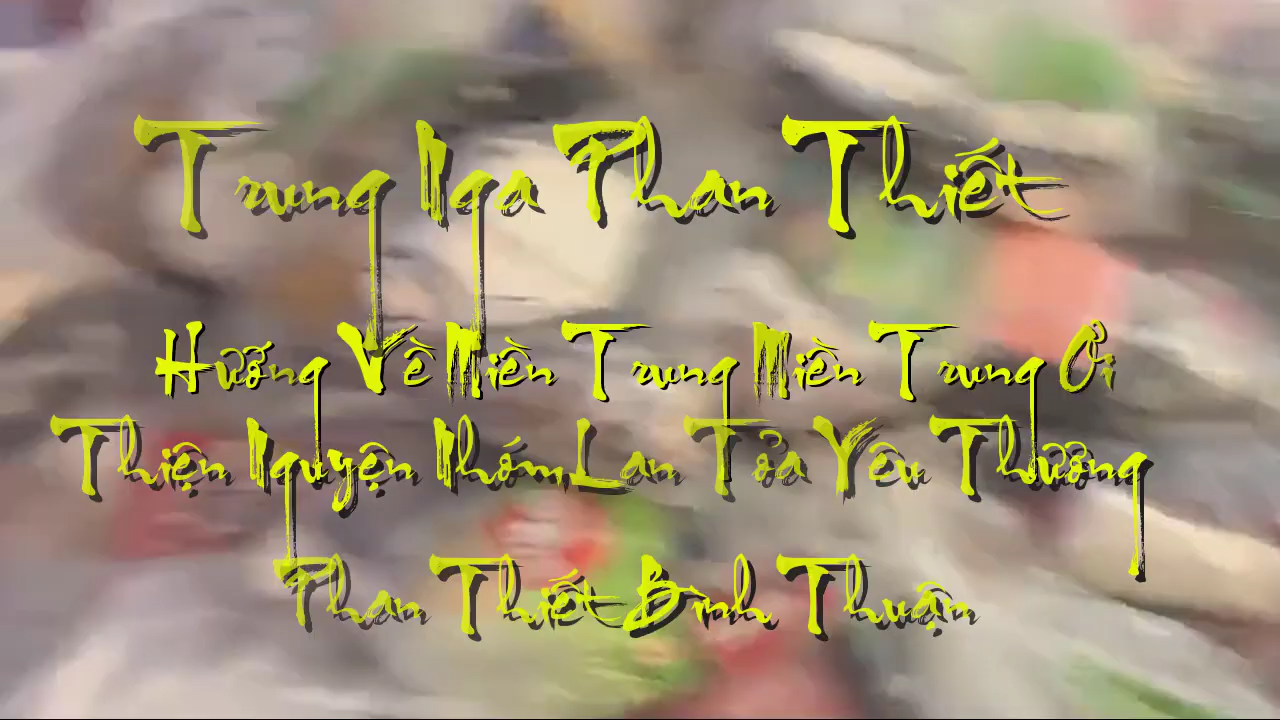 Trung Nga Phan Thiết
Hướng Về Miền Trung Miền Trung Ơi
Thiện Nguyện Nhóm Lan Tỏa Yêu Thương
Phan Thiết Bình Thuận